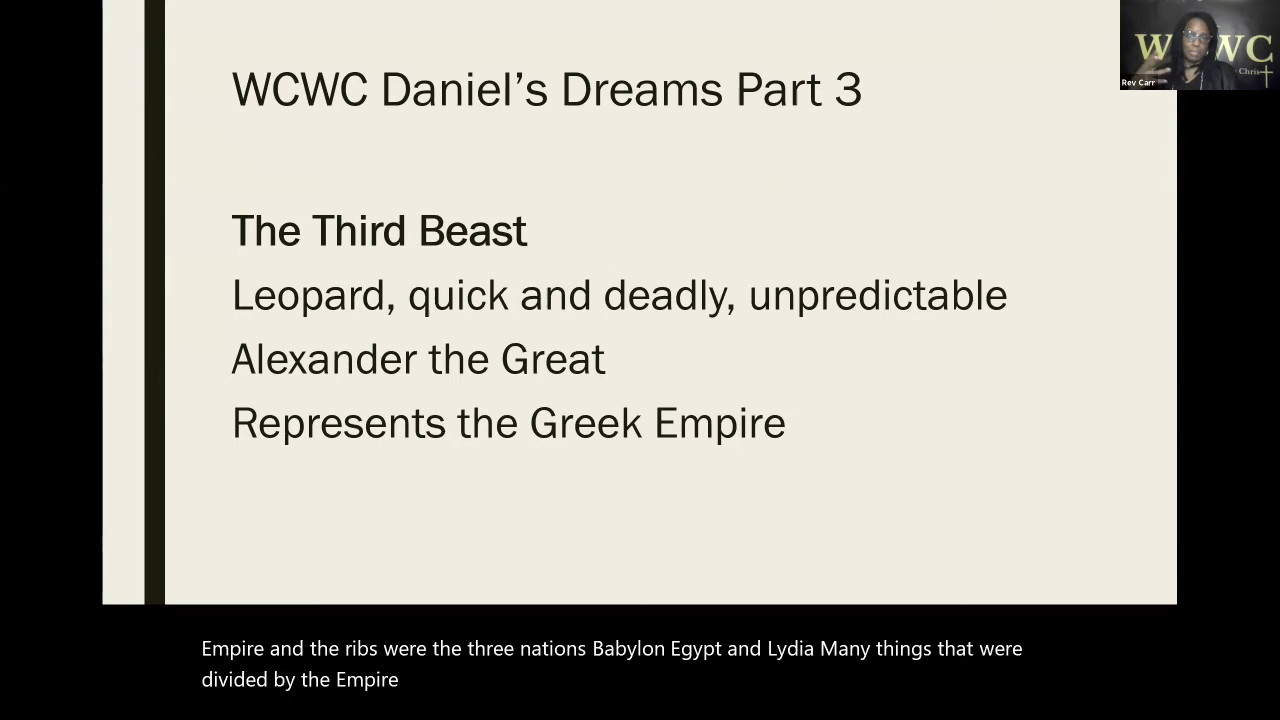 WCWC Daniel’s Dreams Part 3
W WC
Chris
Rev Carr
The Third Beast
Leopard, quick and deadly, unpredictable
Alexander the Great
Represents the Greek Empire
Empire and the ribs were the three nations Babylon Egypt and Lydia Many things that were
divided by the Empire